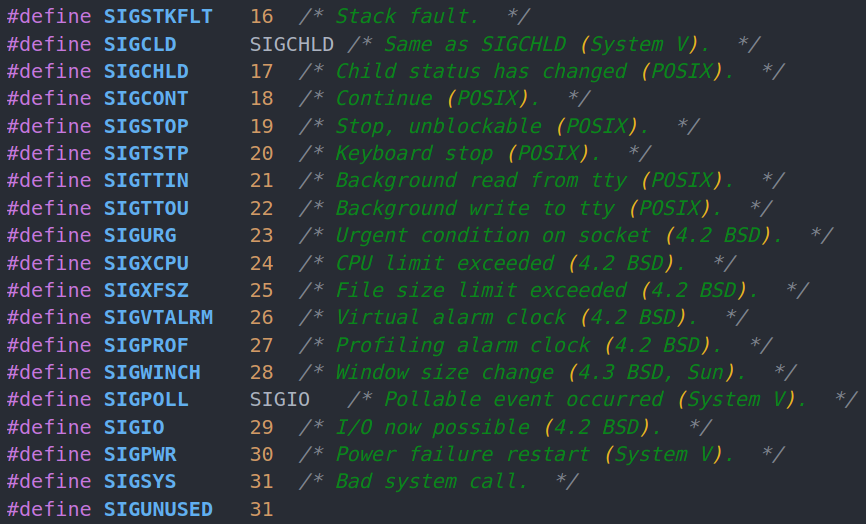 #define SIGSTKFLT 16 /* Stack fault. */
#define SIGCLD SIGCHLD /* Same as SIGCHLD (System V). */
#define SIGCHLD 17 /* Child status has changed (POSIX). */
#define SIGCONT 18 /* Continue (POSIX). */
#define SIGSTOP 19 /* Stop, unblockable (POSIX). */
#define SIGTSTP 20 /* Keyboard stop (POSIX). */
#define SIGTTIN 21 /* Background read from tty (POSIX). */
#define SIGTTOU 22 /* Background write to tty (POSIX). */
#define SIGURG 23 /* Urgent condition on socket (4.2 BSD). */
#define SIGXCPU 24 /* CPU limit exceeded (4.2 BSD). */
#define SIGXFSZ 25 /* File size limit exceeded (4.2 BSD). */
#define SIGVTALRM 26 /* Virtual alarm clock (4.2 BSD). */
#define SIGPROF 27 /* Profiling alarm clock (4.2 BSD). */
#define SIGWINCH 28 /* Window size change (4.3 BSD, Sun). */
#define SIGPOLL SIGIO /* Pollable event occurred (System V). */
#define SIGIO 29 /* I/O now possible (4.2 BSD). */
#define SIGPWR 30 /* Power failure restart (System V). */
#define SIGSYS 31 /* Bad system call. */
#define SIGUNUSED 31